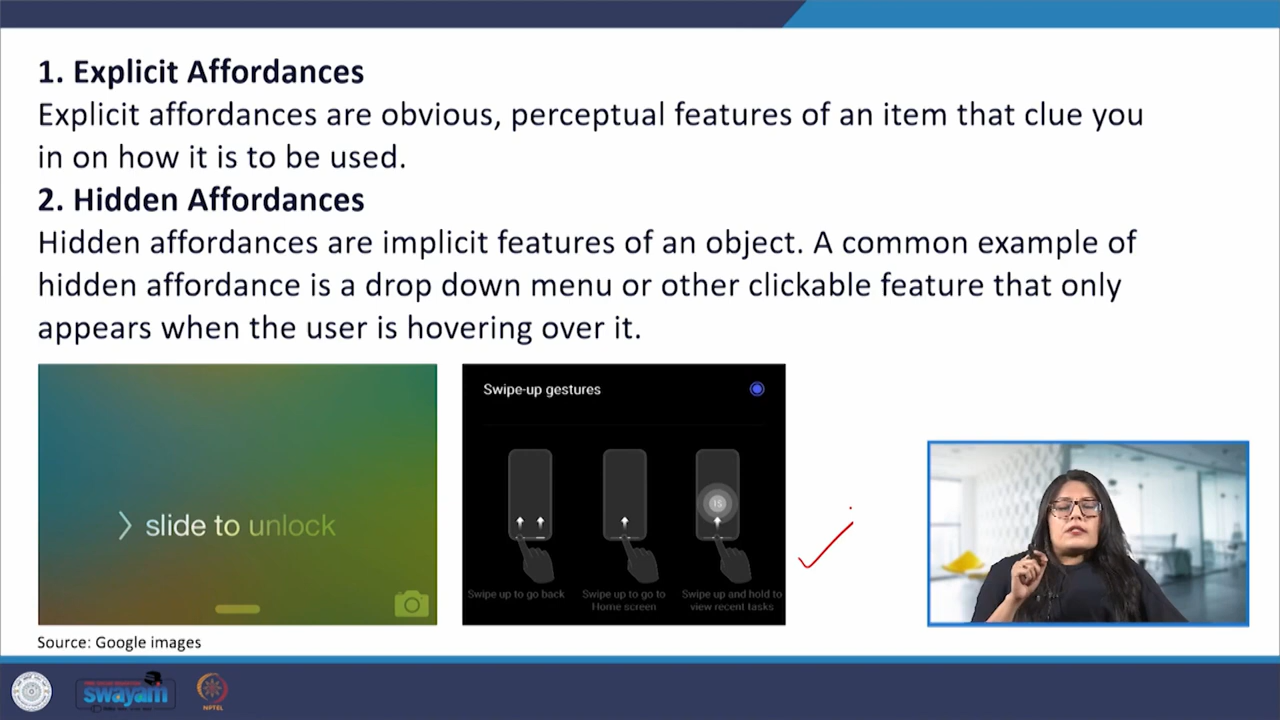 1. Explicit Affordances
Explicit affordances are obvious, perceptual features of an item that clue you
in on how it is to be used.
2. Hidden Affordances
Hidden affordances are implicit features of an object. A common example of
hidden affordance is a drop down menu or other clickable feature that only
appears when the user is hovering over it.
slide to unlock
Swipe-up gestures
15
Swipe up to go back
Swipe up to go to
Home screen
Swipe up and hold to
view recent tasks
Source: Google images
swayam
NPTEL